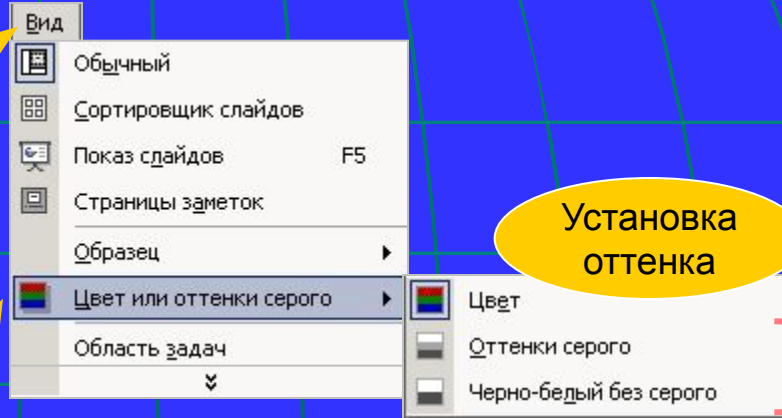 Вид
Обычный
Сортировщик слайдов
Показ слайдов F5
Страницы заметок
Образец
Цвет или оттенки серого
Область задач
Установка
оттенка
Цвет
Оттенки серого
Черно-белый без серого